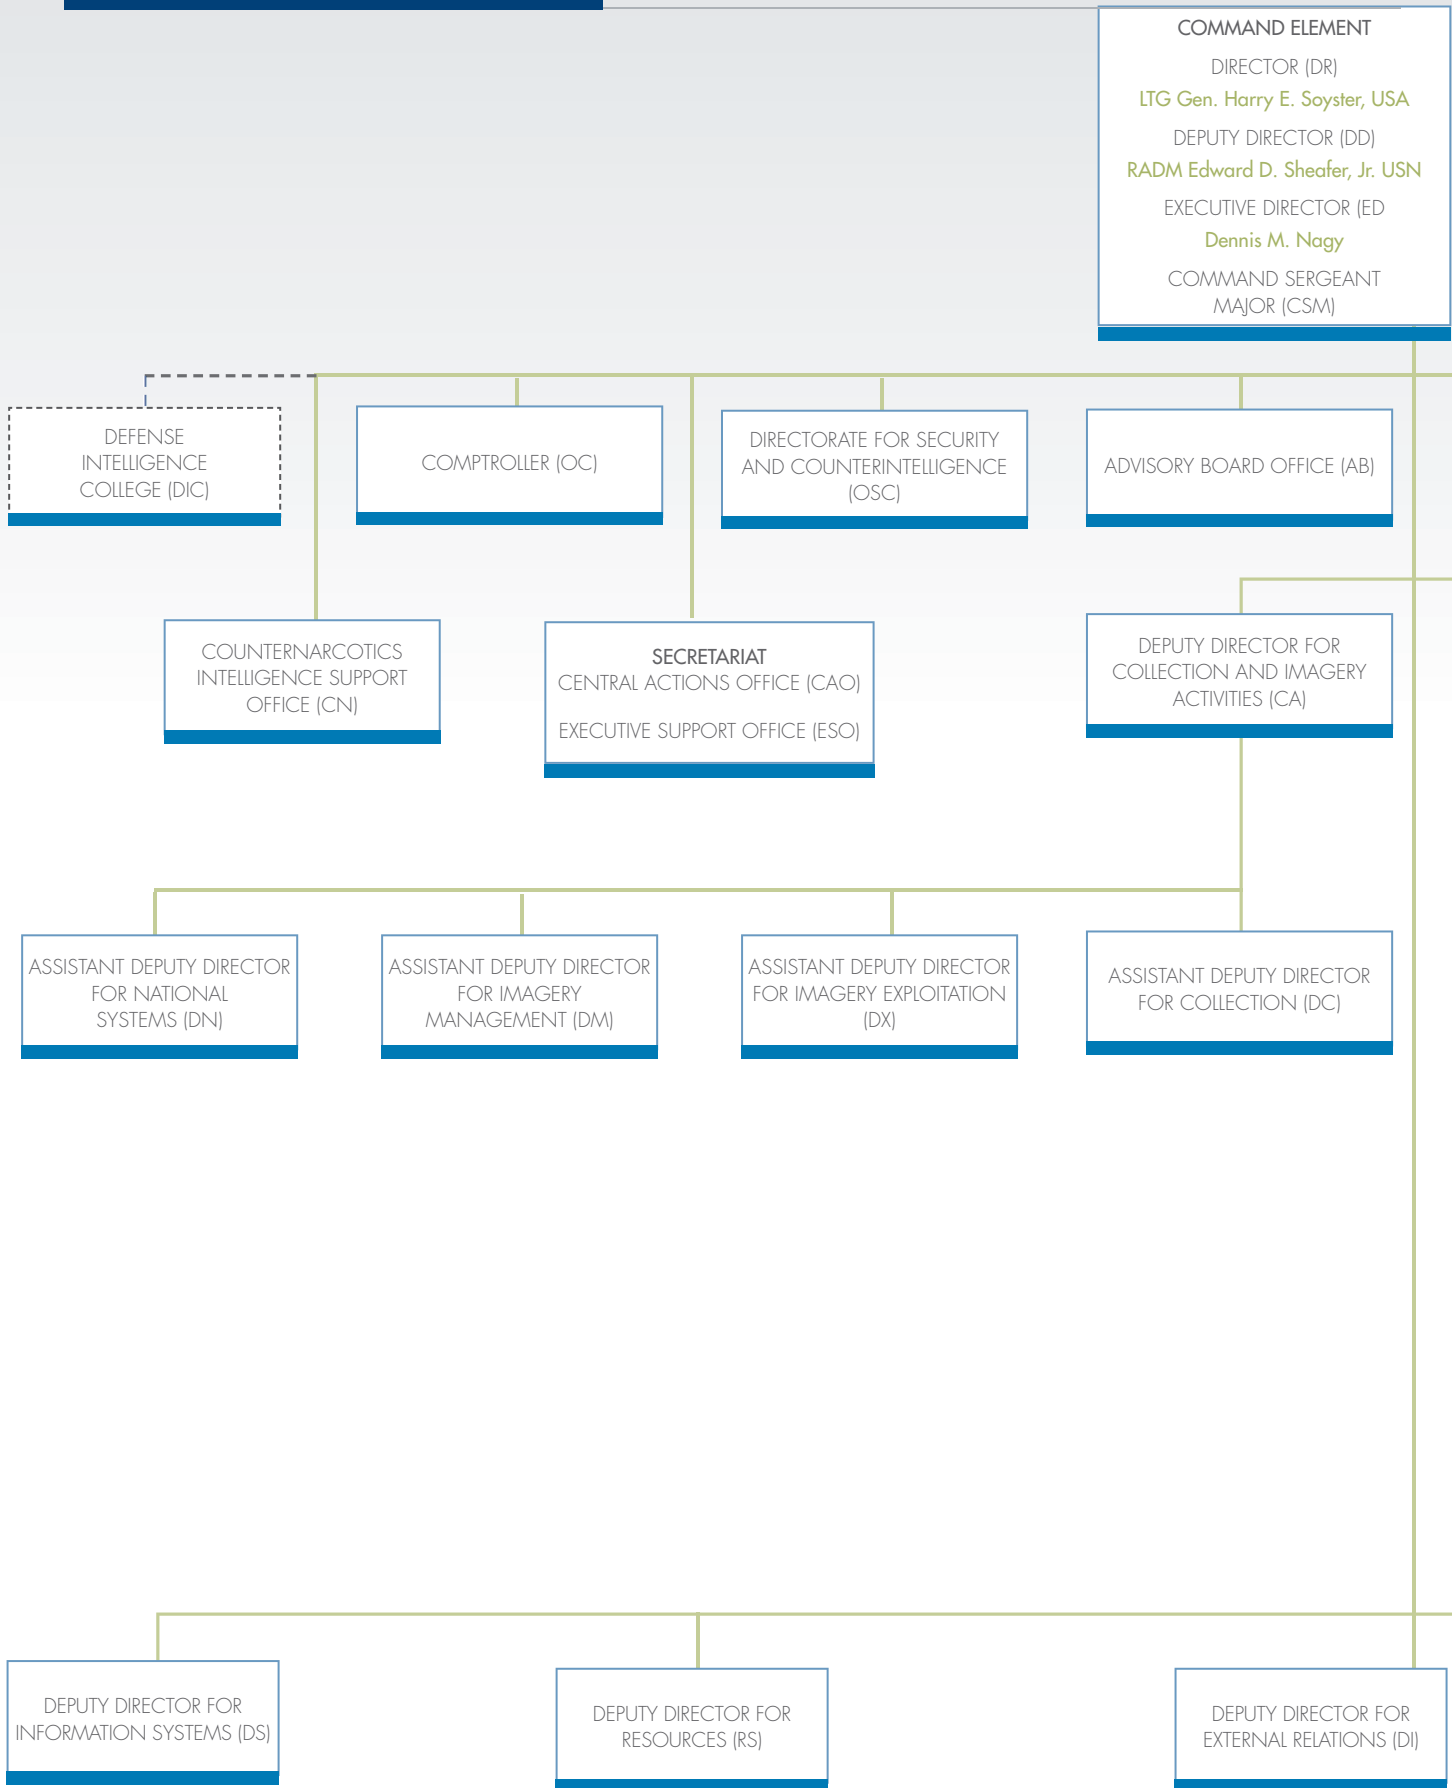 COMMAND ELEMENT
DIRECTOR (DR)
LTG Gen. Harry E. Soyster, USA
DEPUTY DIRECTOR (DD)
RADM Edward D. Sheafer, Jr. USN
EXECUTIVE DIRECTOR (ED
Dennis M. Nagy
COMMAND SERGEANT
MAJOR (CSM)
DEFENSE
INTELLIGENCE
COLLEGE (DIC)
COMPTROLLER (OC)
DIRECTORATE FOR SECURITY
AND COUNTERINTELLIGENCE
(OSC)
ADVISORY BOARD OFFICE (AB)
COUNTERNARCOTICS
INTELLIGENCE SUPPORT
OFFICE (CN)
SECRETARIAT
CENTRAL ACTIONS OFFICE (CAO)
EXECUTIVE SUPPORT OFFICE (ESO)
DEPUTY DIRECTOR FOR
COLLECTION AND IMAGERY
ACTIVITIES (CA)
ASSISTANT DEPUTY DIRECTOR
FOR NATIONAL
SYSTEMS (DN)
ASSISTANT DEPUTY DIRECTOR
FOR IMAGERY
MANAGEMENT (DM)
ASSISTANT DEPUTY DIRECTOR
FOR IMAGERY EXPLOITATION
(DX)
ASSISTANT DEPUTY DIRECTOR
FOR COLLECTION (DC)
DEPUTY DIRECTOR FOR
INFORMATION SYSTEMS (DS)
DEPUTY DIRECTOR FOR
RESOURCES (RS)
DEPUTY DIRECTOR FOR
EXTERNAL RELATIONS (DI)